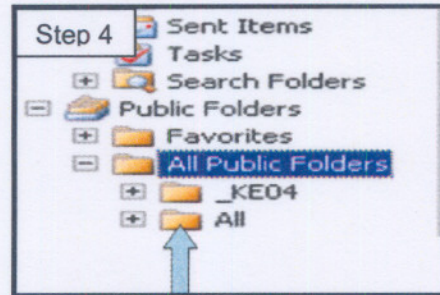 Step 4
Sent Items
Tasks
Search Folders
Public Folders
Favorites
All Public Folders
_KE04
All